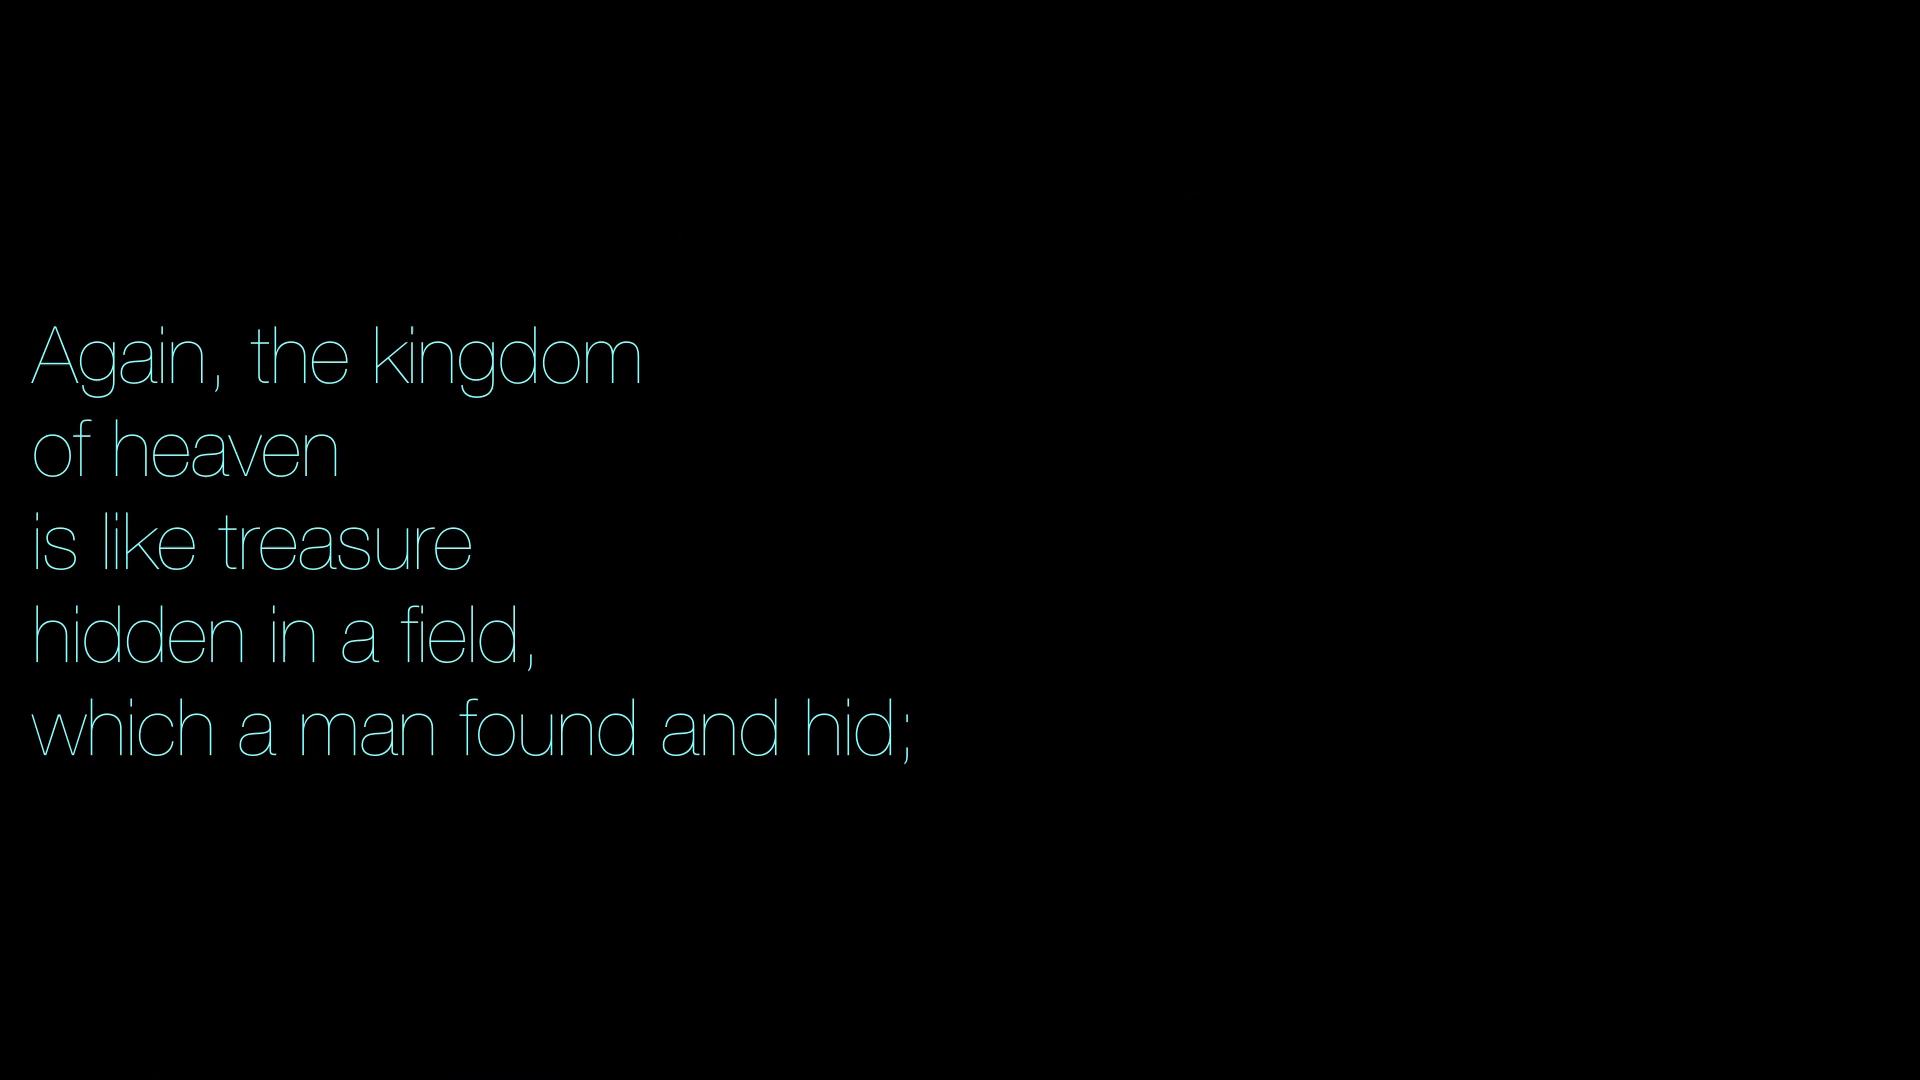 Again, the kingdom
of heaven
is like treasure
hidden in a field,
which a man found and hid;